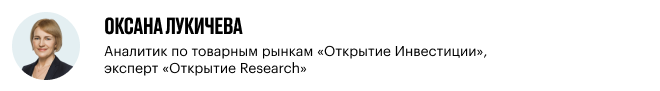 ОКСАНА ЛУКИЧЕВА
Аналитик по товарным рынкам «Открытие Инвестиции»,
эксперт «Открытие Research»